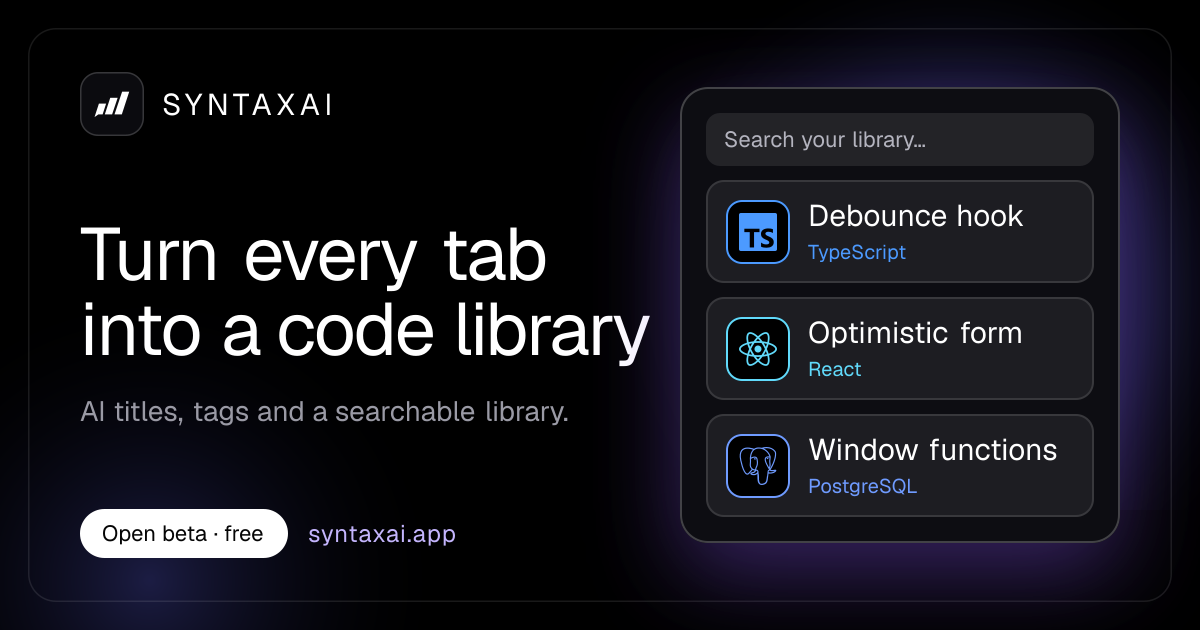 SYNTAXAI
Turn every tab
into a code library
AI titles, tags and a searchable library.
Open beta · free
syntaxai.app
Search your library…
TS
Debounce hook
TypeScript
Optimistic form
React
Window functions
PostgreSQL